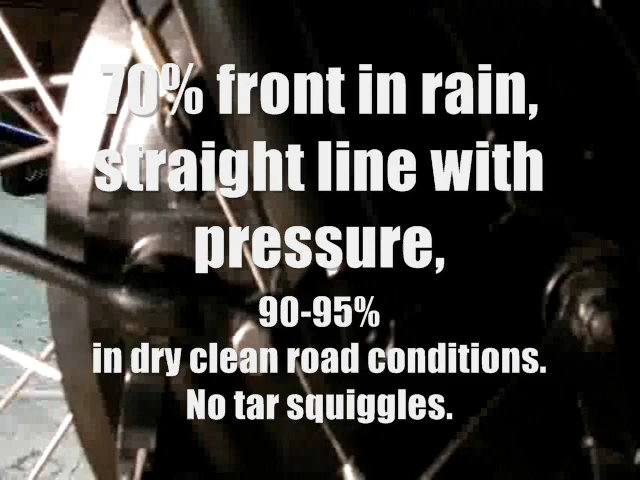 70% front in rain,
straight line with
pressure,
90-95%
in dry clean road conditions.
No tar squiggles.